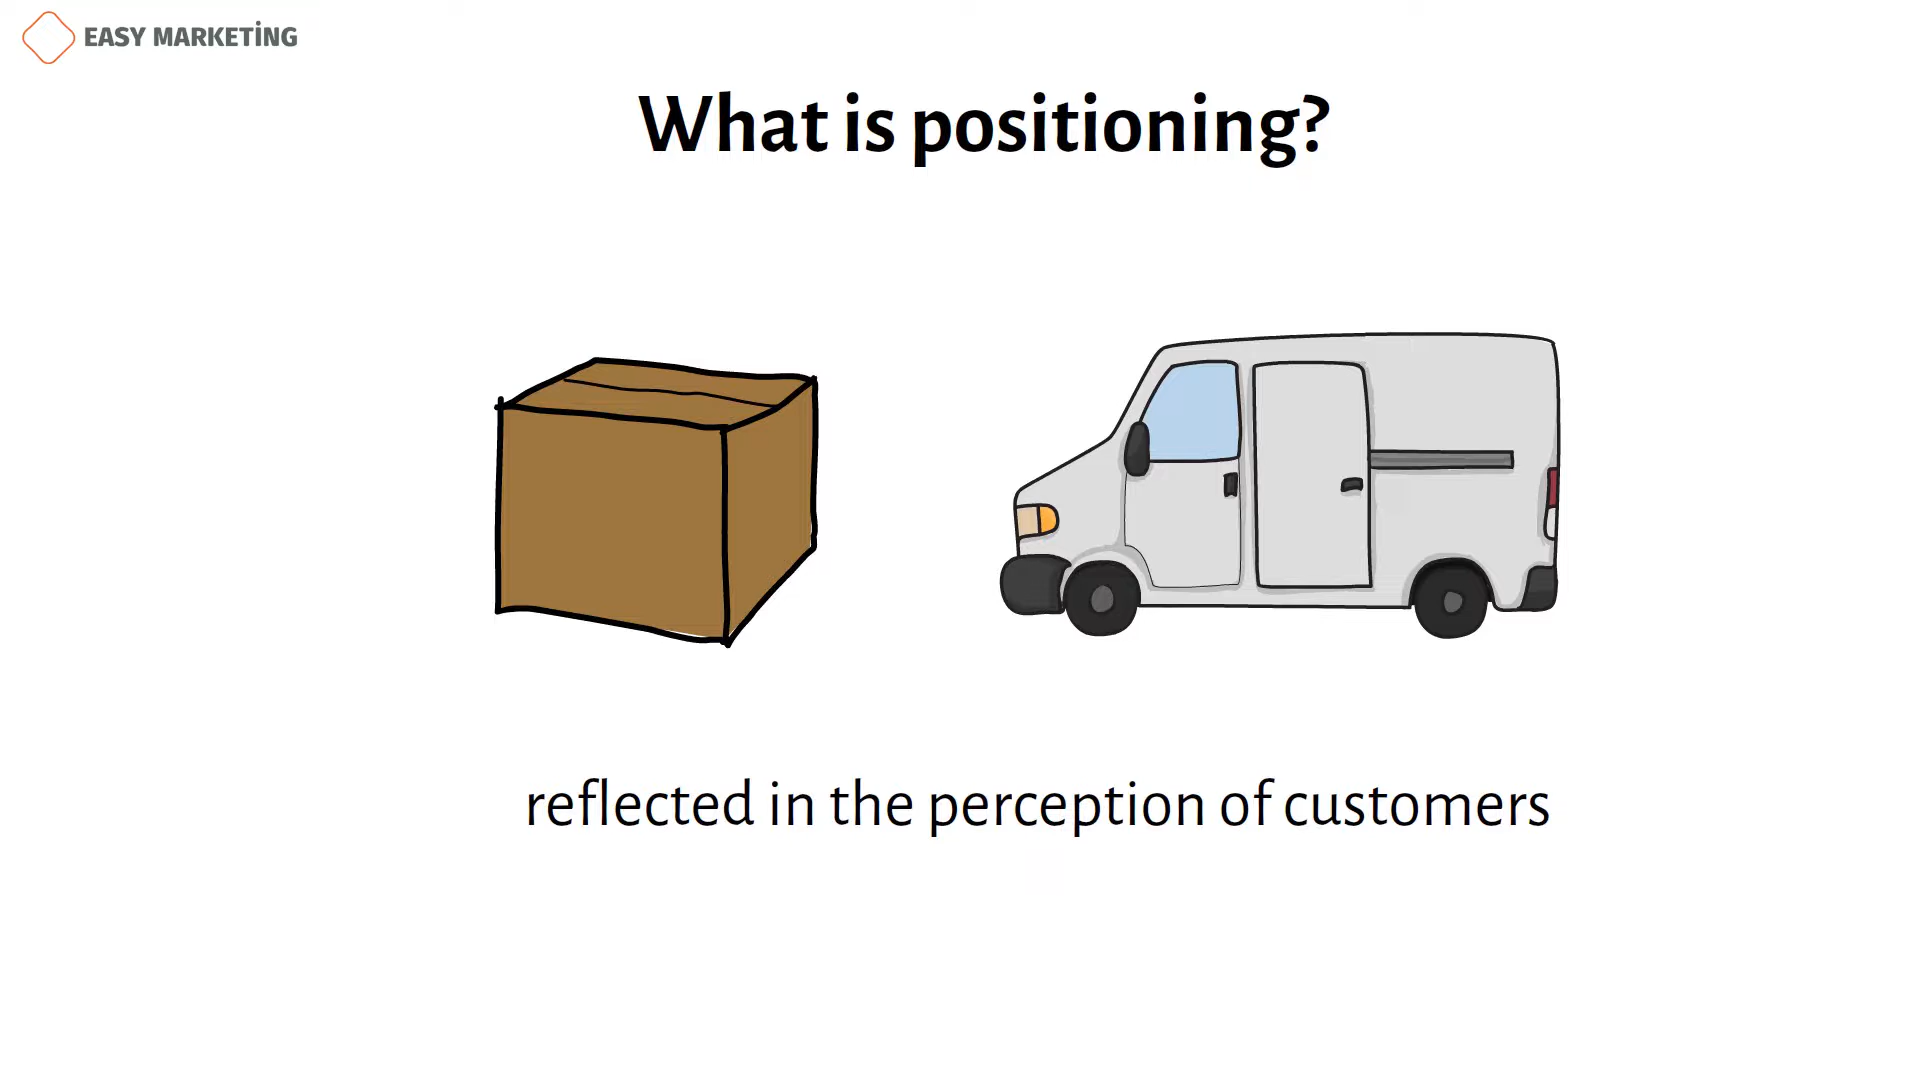 EASY MARKETİNG
What is positioning?
reflected in the perception of customers